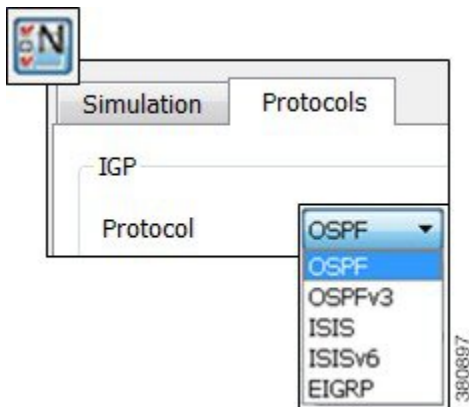 N
Simulation Protocols
IGP
Protocol OSPF
OSPF
OSPFv3
ISIS
ISISv6
EIGRP
380897